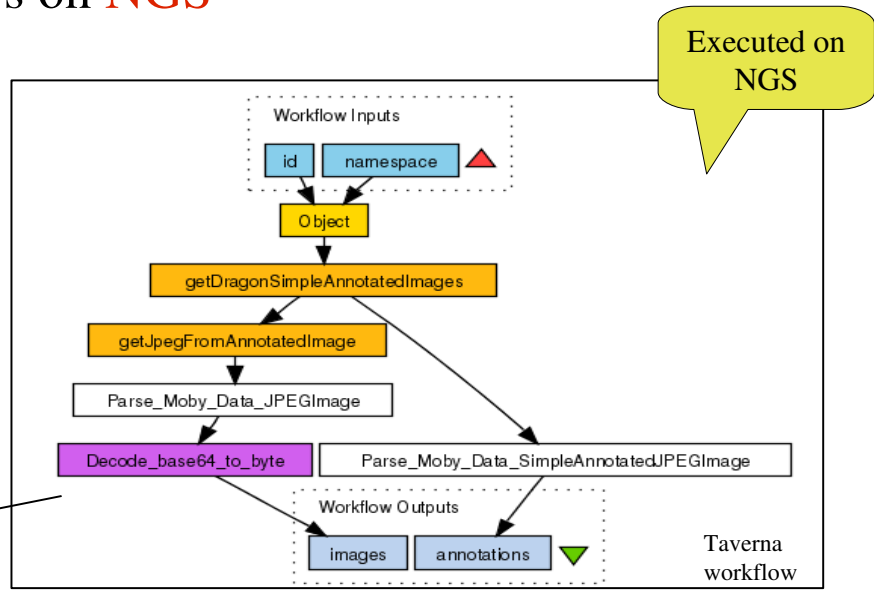 s on NGS
Executed on
NGS
Workflow Inputs
id
namespace
Object
getDragonSimpleAnnotatedImages
getJpegFromAnnotatedImage
Parse_Moby_Data_JPEGImage
Decode_base64_to_byte
Parse_Moby_Data_SimpleAnnotatedJPEGImage
Workflow Outputs
images
annotations
Taverna
workflow